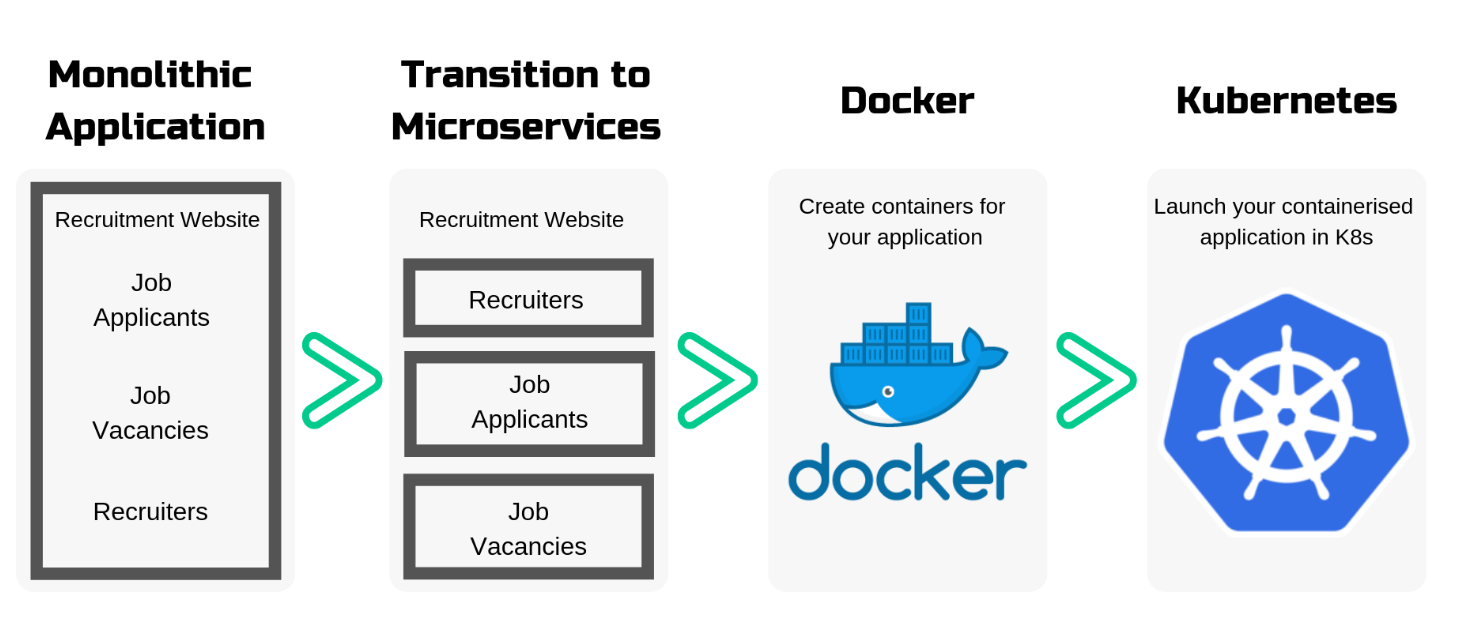 Monolithic
Application
Recruitment Website
Job
Applicants
Job
Vacancies
Recruiters
Transition to
Microservices
Recruitment Website
Recruiters
Job
Applicants
Job
Vacancies
Docker
Create containers for
your application
docker
Kubernetes
Launch your containerised
application in K8s